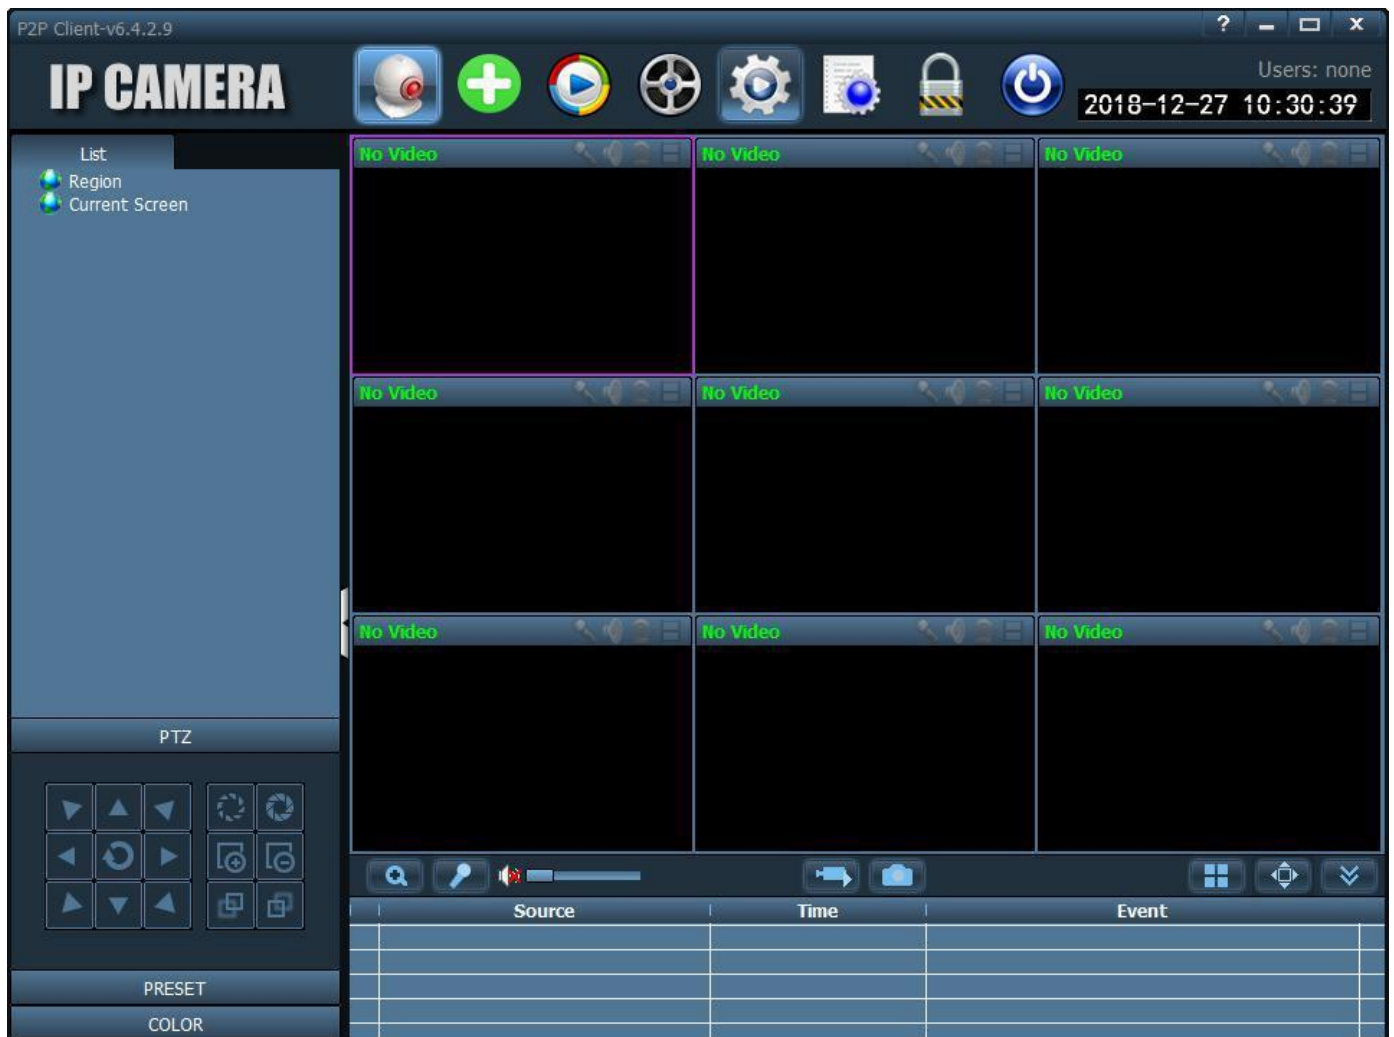 P2P Client-v6.4.2.9
IP CAMERA
Users: none
2018-12-27 10:30:39
List
Region
Current Screen
No Video
No Video
No Video
No Video
No Video
No Video
No Video
No Video
No Video
PTZ
Source
Time
Event
PRESET
COLOR